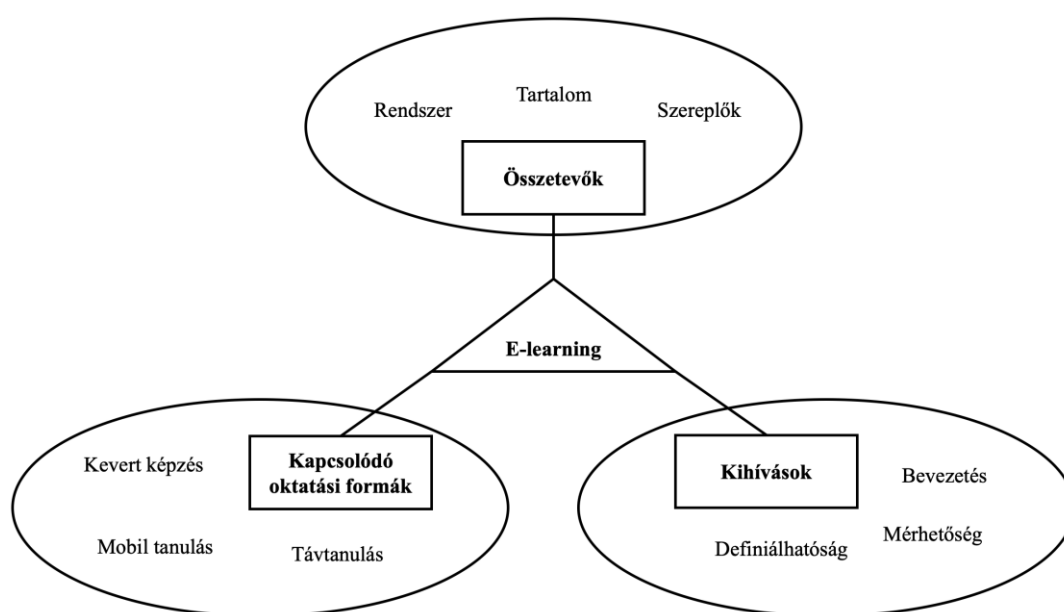 Tartalom
Rendszer
Szereplők
Összetevők
E-learning
Kevert képzés
Kapcsolódó
oktatási formák
Mobil tanulás
Távtanulás
Kihívások
Bevezetés
Definiálhatóság
Mérhetőség